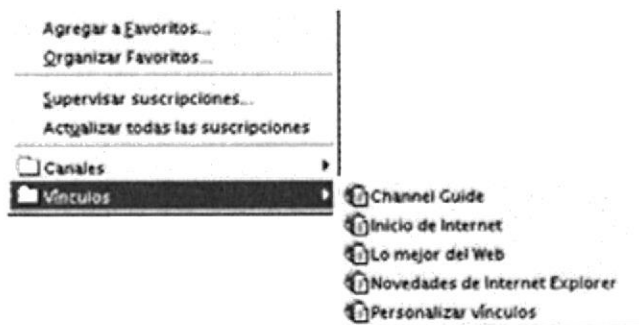 Agregar a Favoritos...
Organizar Favoritos...
Supervisar suscripciones...
Actualizar todas las suscripciones
Canales
Vínculos
Channel Guide
Inicio de Internet
Lo mejor del Web
Novedades de Internet Explorer
Personalizar vínculos